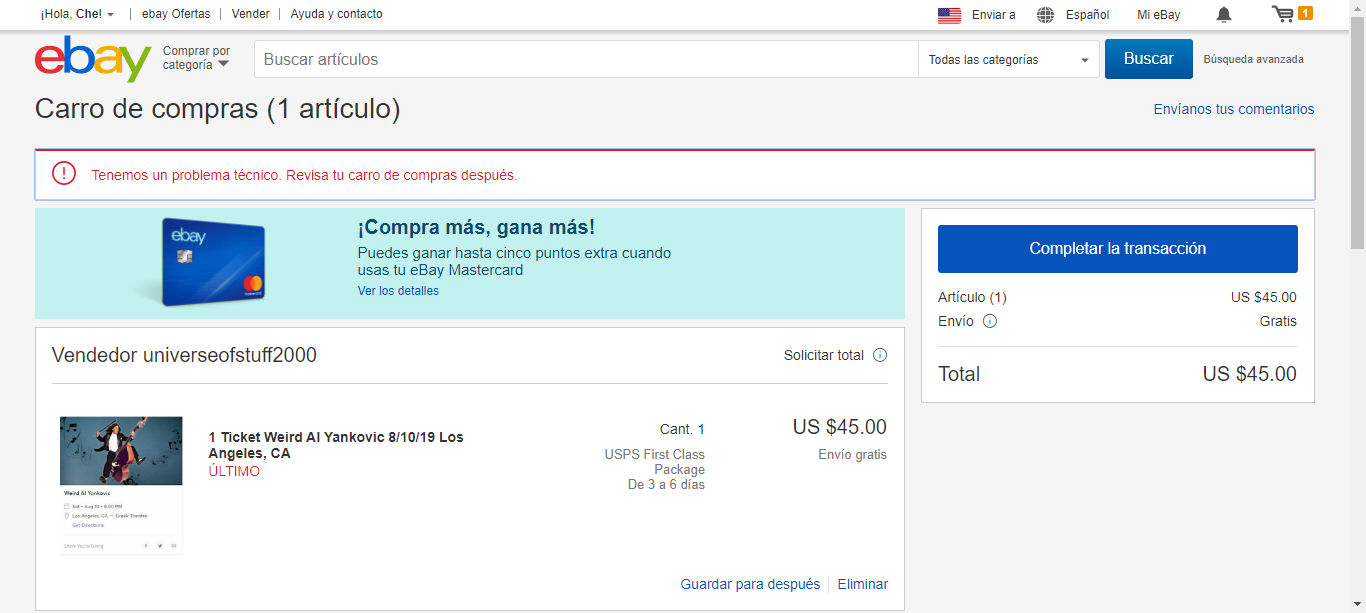 ¡Hola, Che!
ebay Ofertas
Vender
Ayuda y contacto
Enviar a
Español
Mi eBay
1
ebay
Comprar por
categoría
Buscar artículos
Todas las categorías
Buscar
Búsqueda avanzada
Carro de compras (1 artículo)
Envíanos tus comentarios
Tenemos un problema técnico. Revisa tu carro de compras después.
ebay
¡Compra más, gana más!
Puedes ganar hasta cinco puntos extra cuando
usas tu eBay Mastercard
Ver los detalles
Completar la transacción
Artículo (1) US $45.00
Envío Gratis
Total US $45.00
Vendedor universeofstuff2000
Solicitar total
1 Ticket Weird Al Yankovic 8/10/19 Los
Angeles, CA
ÚLTIMO
Cant. 1
USPS First Class
Package
De 3 a 6 días
US $45.00
Envío gratis
Weird Al Yankovic
Sat • Aug 10 • 8:00 PM
Los Angeles, CA — Greek Theatre
Get Directions
Share You're Going
Guardar para después
Eliminar